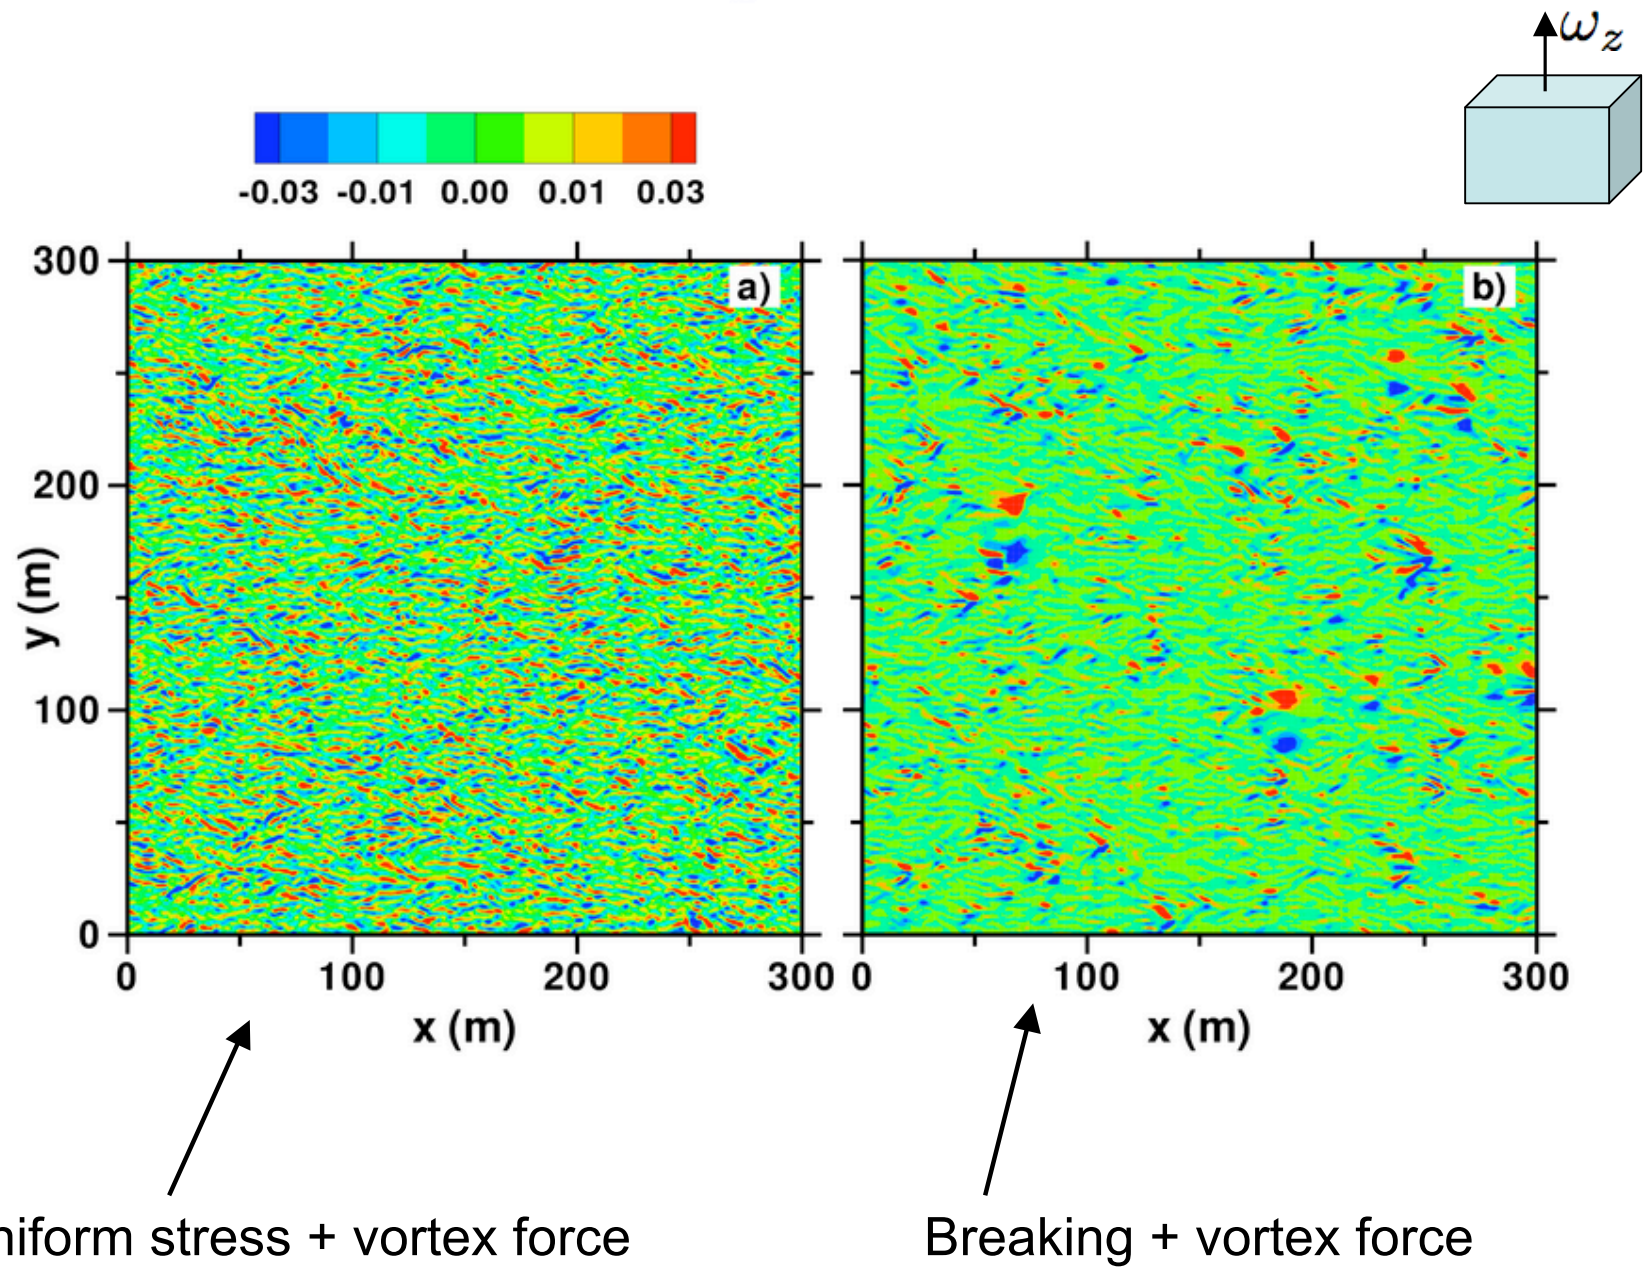 ω_z
-0.03 -0.01 0.00 0.01 0.03
300
200
100
0
y (m)
a)
b)
0 100 200 300
0 100 200 300
x (m)
x (m)
stress + vortex force
Breaking + vortex force